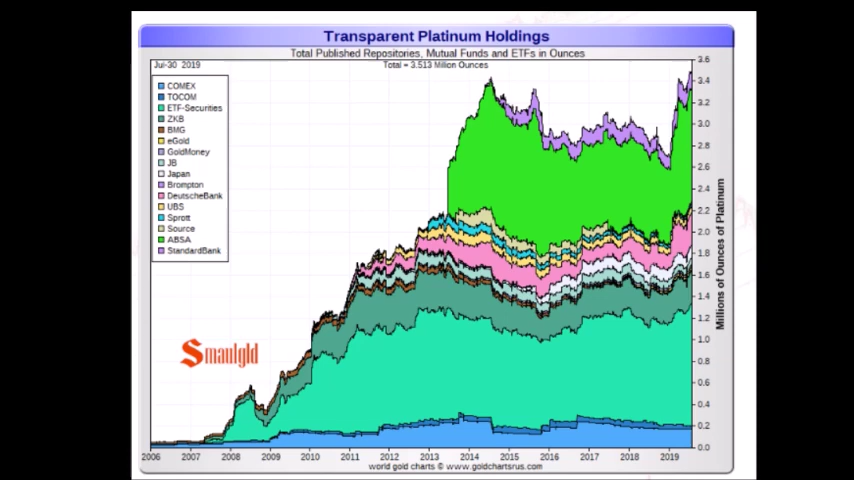 Transparent Platinum Holdings
Total Published Repositories, Mutual Funds and ETFs in Ounces
Jul-30 2019
Total = 3.513 Million Ounces
COMEX
TOCOM
ETF-Securities
ZKB
BMG
eGold
GoldMoney
JB
Japan
Brompton
DeutscheBank
UBS
Sprott
Source
ABSA
StandardBank
Smaulgld
3.6
3.4
3.2
3.0
2.8
2.6
2.4
2.2
2.0
1.8
1.6
1.4
1.2
1.0
0.8
0.6
0.4
0.2
0.0
Millions of Ounces of Platinum
2006 2007 2008 2009 2010 2011 2012 2013 2014 2015 2016 2017 2018 2019
world gold charts © www.goldchartsrus.com